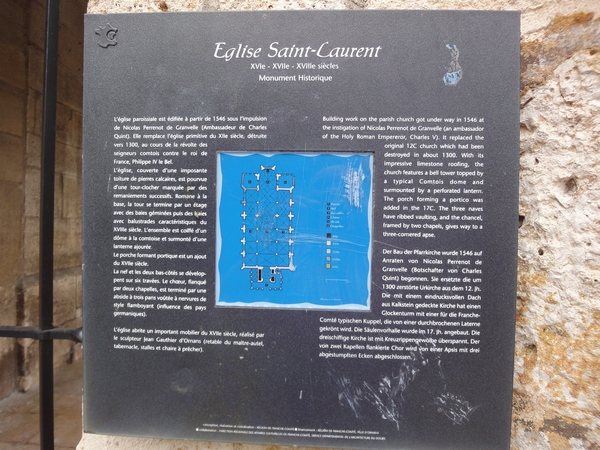 Eglise Saint-Laurent
XVIe - XVIIe - XVIIIe siècles
Monument Historique
L'église paroissiale est édifiée à partir de 1546 sous l'impulsion
de Nicolas Perrenot de Granvelle (Ambassadeur de Charles
Quint). Elle remplace l'église primitive du XIIe siècle, détruite
vers 1300, au cours de la révolte des
seigneurs comtois contre le roi de
France, Philippe IV le Bel.
L'église, couverte d'une imposante
toiture de pierres calcaires, est pourvue
d'une tour-clocher marquée par des
remaniements successifs. Romane à la
base, la tour se termine par un étage
avec des baies géminées puis des baies
avec balustrades caractéristiques du
XVIIIe siècle. L'ensemble est coiffé d'un
dôme à la comtoise et surmonté d'une
lanterne ajourée.
Le porche formant portique est un ajout
du XVIIe siècle.
La nef et les deux bas-côtés se dévelop-
pent sur six travées. Le chœur, flanqué
par deux chapelles, est terminé par une
abside à trois pans voûtée à nervures de
style flamboyant (influence des pays
germaniques).
L'église abrite un important mobilier du XVIIe siècle, réalisé par
le sculpteur Jean Gauthier d'Ornans (retable du maître-autel,
tabernacle, stalles et chaire à prêcher).
Building work on the parish church got under way in 1546 at
the instigation of Nicolas Perrenot de Granvelle (an ambassador
of the Holy Roman Empereror, Charles V). It replaced the
original 12C church which had been
destroyed in about 1300. With its
impressive limestone roofing, the
church features a bell tower topped by
a typical Comtois dome and
surmounted by a perforated lantern.
The porch forming a portico was
added in the 17C. The three naves
have ribbed vaulting, and the chancel,
framed by two chapels, gives way to a
three-cornered apse.
Der Bau der Pfarrkirche wurde 1546 auf
Anraten von Nicolas Perrenot de
Granvelle (Botschafter von Charles
Quint) begonnen. Sie ersetzte die um
1300 zerstörte Urkirche aus dem 12. Jh.
Die mit einem eindrucksvollen Dach
aus Kalkstein gedeckte Kirche hat einen
Glockenturm mit einer für die Franche-
Comté typischen Kuppel, die von einer durchbrochenen Laterne
gekrönt wird. Die Säulenvorhalle wurde im 17. Jh. angebaut. Die
dreischiffige Kirche ist mit Kreuzrippengewölbe überspannt. Der
von zwei Kapellen flankierte Chor wird von einer Apsis mit drei
abgestumpften Ecken abgeschlossen.